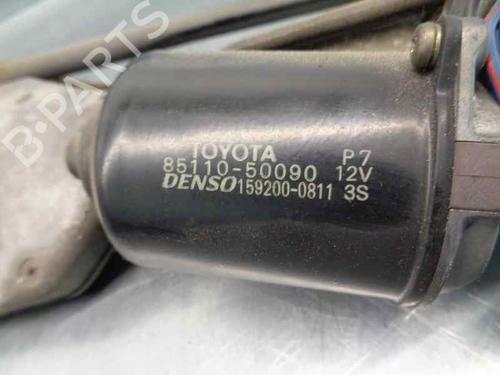 TOYOTA P7
85110-50090 12V
DENSO 159200-0811 3S
B-PARTS